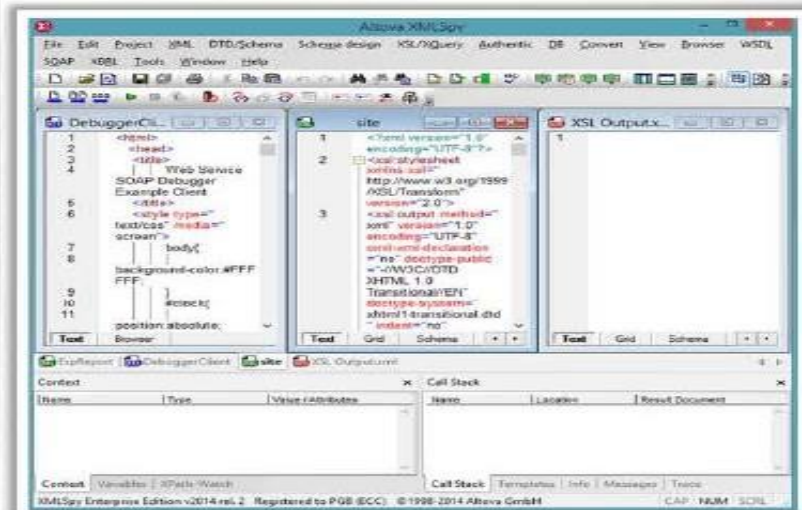 Altova XMLSpy
File Edit Project XML DTD/Schema Schema design XSL/XQuery Authentic DB Convert View Browser WSDL
SOAP XBRL Tools Window Help
DebuggerCli...
1 <html>
2 <head>
3 <title>
4 Web Service
SOAP Debugger
Example Client
5 </title>
6 <style type="
text/css" media="
screen">
7 body{
8
background-color:#FFF
FFF;
9 }
10 #clock{
11
position:absolute;
Text Browser
site
1 <?xml version="1.0"
encoding="UTF-8"?>
2 <xsl:stylesheet
xmlns:xsl="
http://www.w3.org/1999
/XSL/Transform"
version="2.0">
3 <xsl:output method="
xml" version="1.0"
encoding="UTF-8"
omit-xml-declaration
="no" doctype-public
="-//W3C//DTD
XHTML 1.0
Transitional//EN"
doctype-system="
xhtml1-transitional.dtd
" indent="no"
Text Grid Schema
XSL Output.x...
1
Text Grid Schema
ExpReport DebuggerClient site XSL Output.xml
Context
Name Type Value / Attributes
Context Variables XPath-Watch
Call Stack
Name Location Result Document
Call Stack Templates Info Messages Trace
XMLSpy Enterprise Edition v2014 rel. 2 Registered to PGB (ECC) ©1998-2014 Altova GmbH CAP NUM SCRL